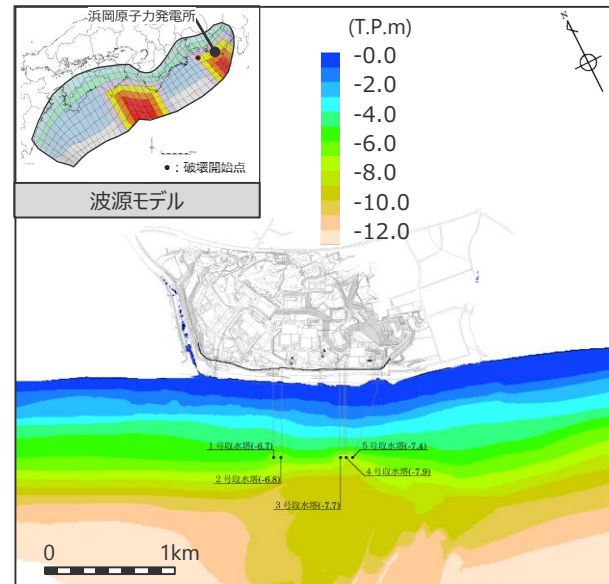 浜岡原子力発電所
●：破壊開始点
波源モデル
(T.P.m)
-0.0
-2.0
-4.0
-6.0
-8.0
-10.0
-12.0
N
1号取水塔(-6.7)
2号取水塔(-6.8)
3号取水塔(-7.7)
4号取水塔(-7.9)
5号取水塔(-7.4)
0 1km